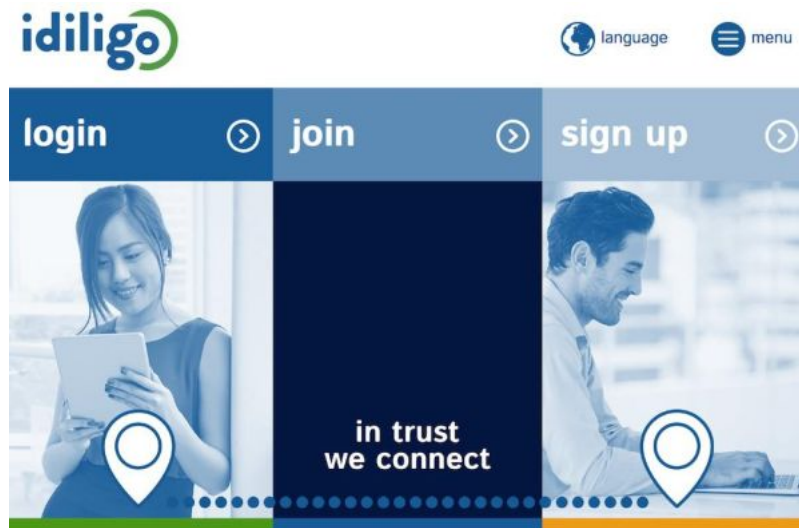 idiligo
language
menu
login
join
sign up
in trust
we connect